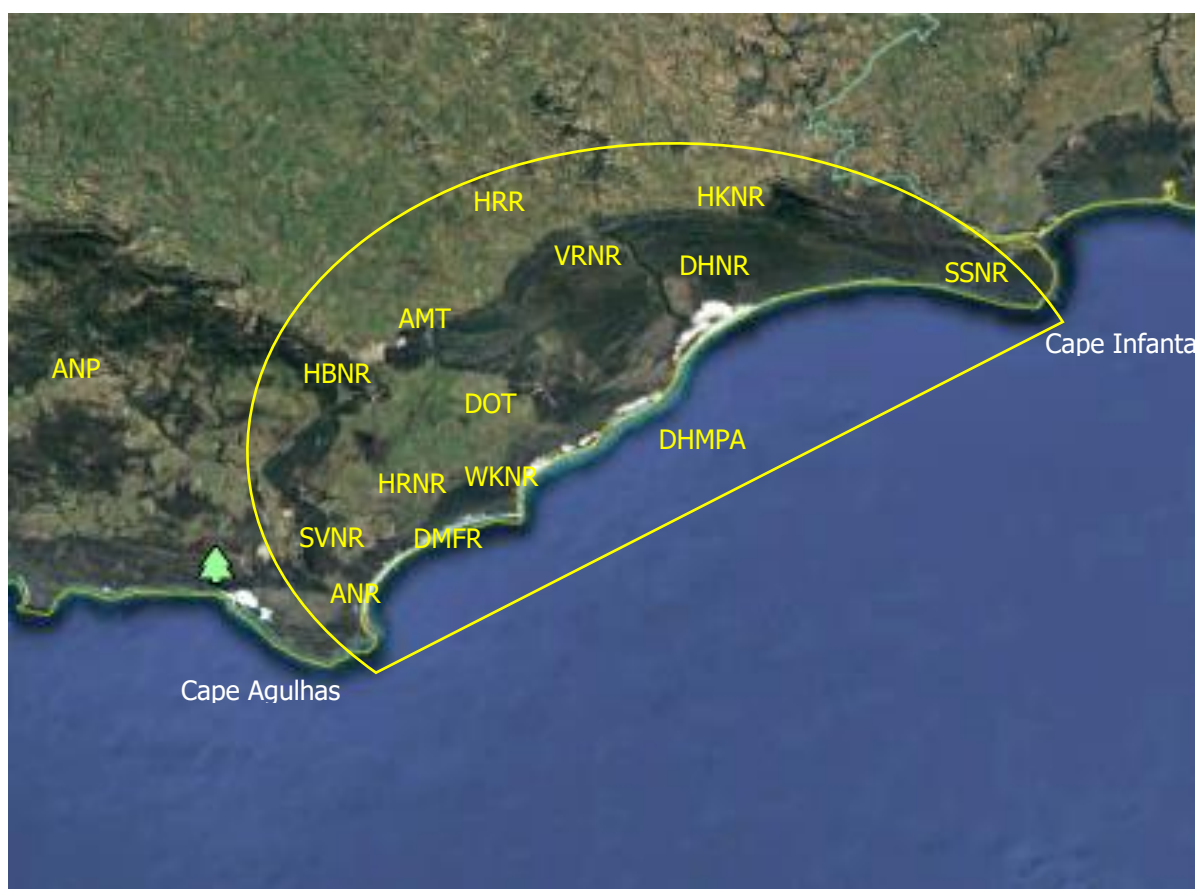 HRR
HKNR
VRNR
DHNR
SSNR
AMT
Cape Infanta
ANP
HBNR
DOT
DHMPA
HRNR
WKNR
SVNR
DMFR
ANR
Cape Agulhas